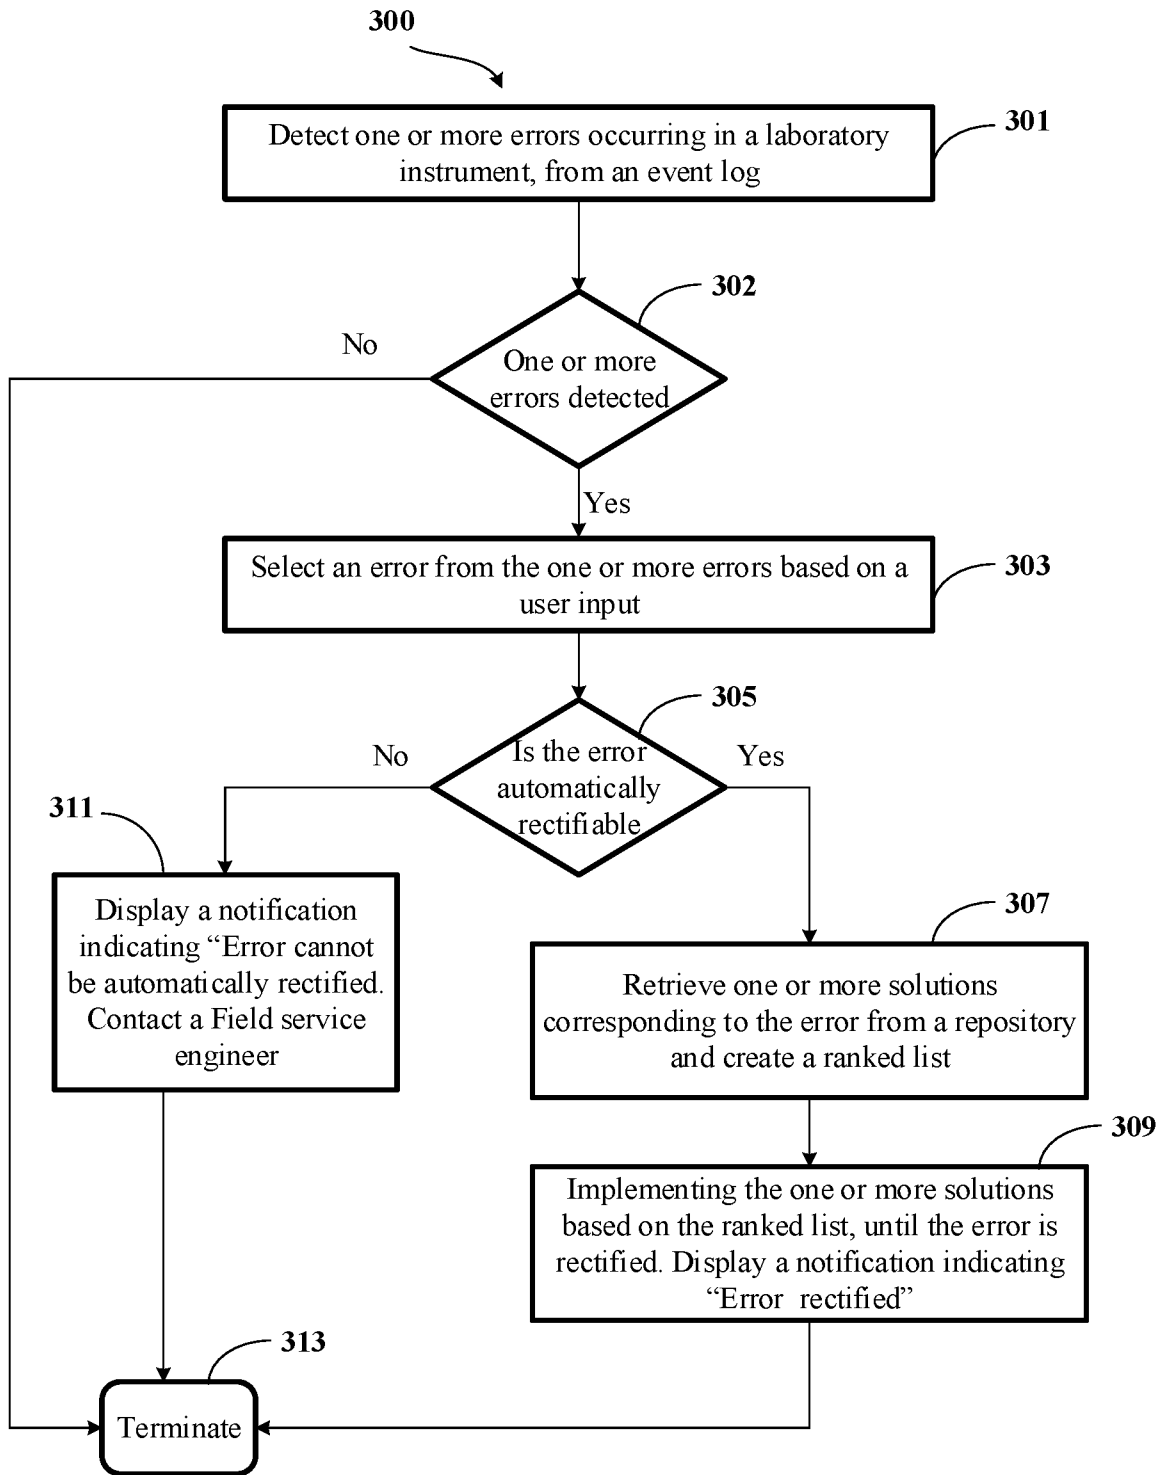 300
Detect one or more errors occurring in a laboratory
instrument, from an event log
301
302
No
One or more
errors detected
Yes
Select an error from the one or more errors based on a
user input
303
305
No
Is the error
automatically
rectifiable
Yes
311
Display a notification
indicating “Error cannot
be automatically rectified.
Contact a Field service
engineer
307
Retrieve one or more solutions
corresponding to the error from a repository
and create a ranked list
309
Implementing the one or more solutions
based on the ranked list, until the error is
rectified. Display a notification indicating
“Error rectified”
313
Terminate